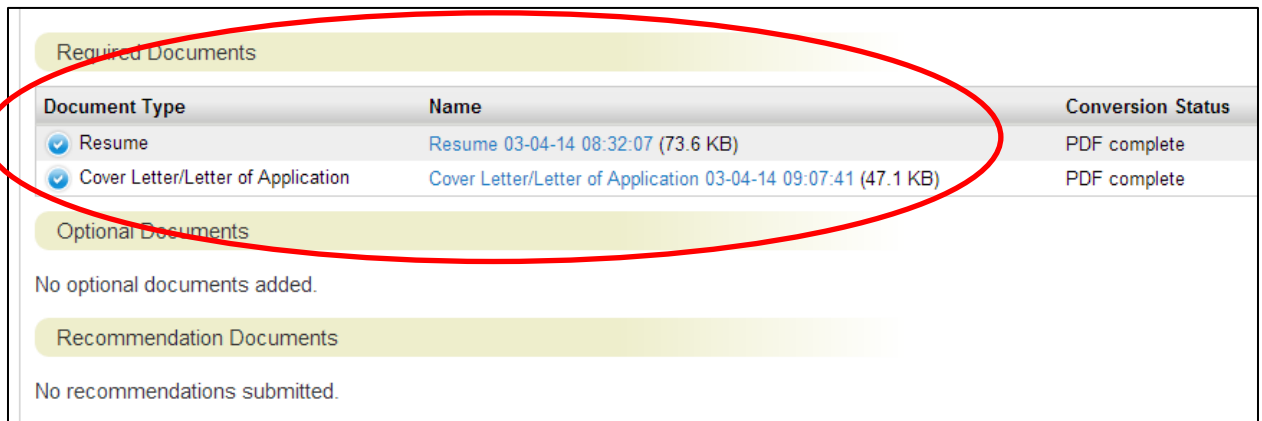 Required Documents
Document Type Name Conversion Status
Resume Resume 03-04-14 08:32:07 (73.6 KB) PDF complete
Cover Letter/Letter of Application Cover Letter/Letter of Application 03-04-14 09:07:41 (47.1 KB) PDF complete
Optional Documents
No optional documents added.
Recommendation Documents
No recommendations submitted.